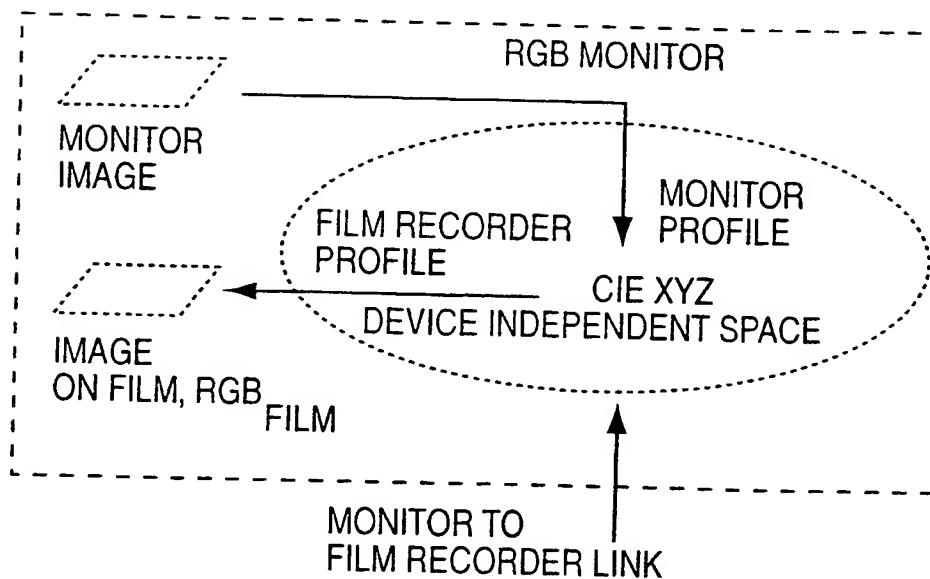 RGB MONITOR
MONITOR
IMAGE
MONITOR
PROFILE
FILM RECORDER
PROFILE
CIE XYZ
DEVICE INDEPENDENT SPACE
IMAGE
ON FILM, RGB FILM
MONITOR TO
FILM RECORDER LINK